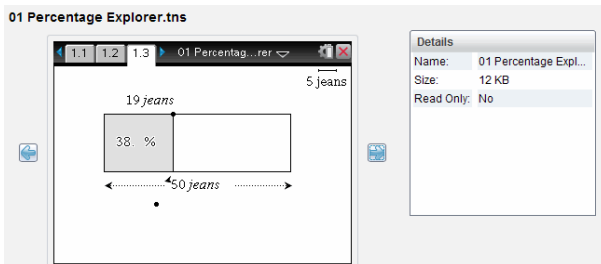 01 Percentage Explorer.tns
1.1 1.2 1.3 01 Percentag...rer
5 jeans
19 jeans
38. %
50 jeans
Details
Name: 01 Percentage Expl...
Size: 12 KB
Read Only: No